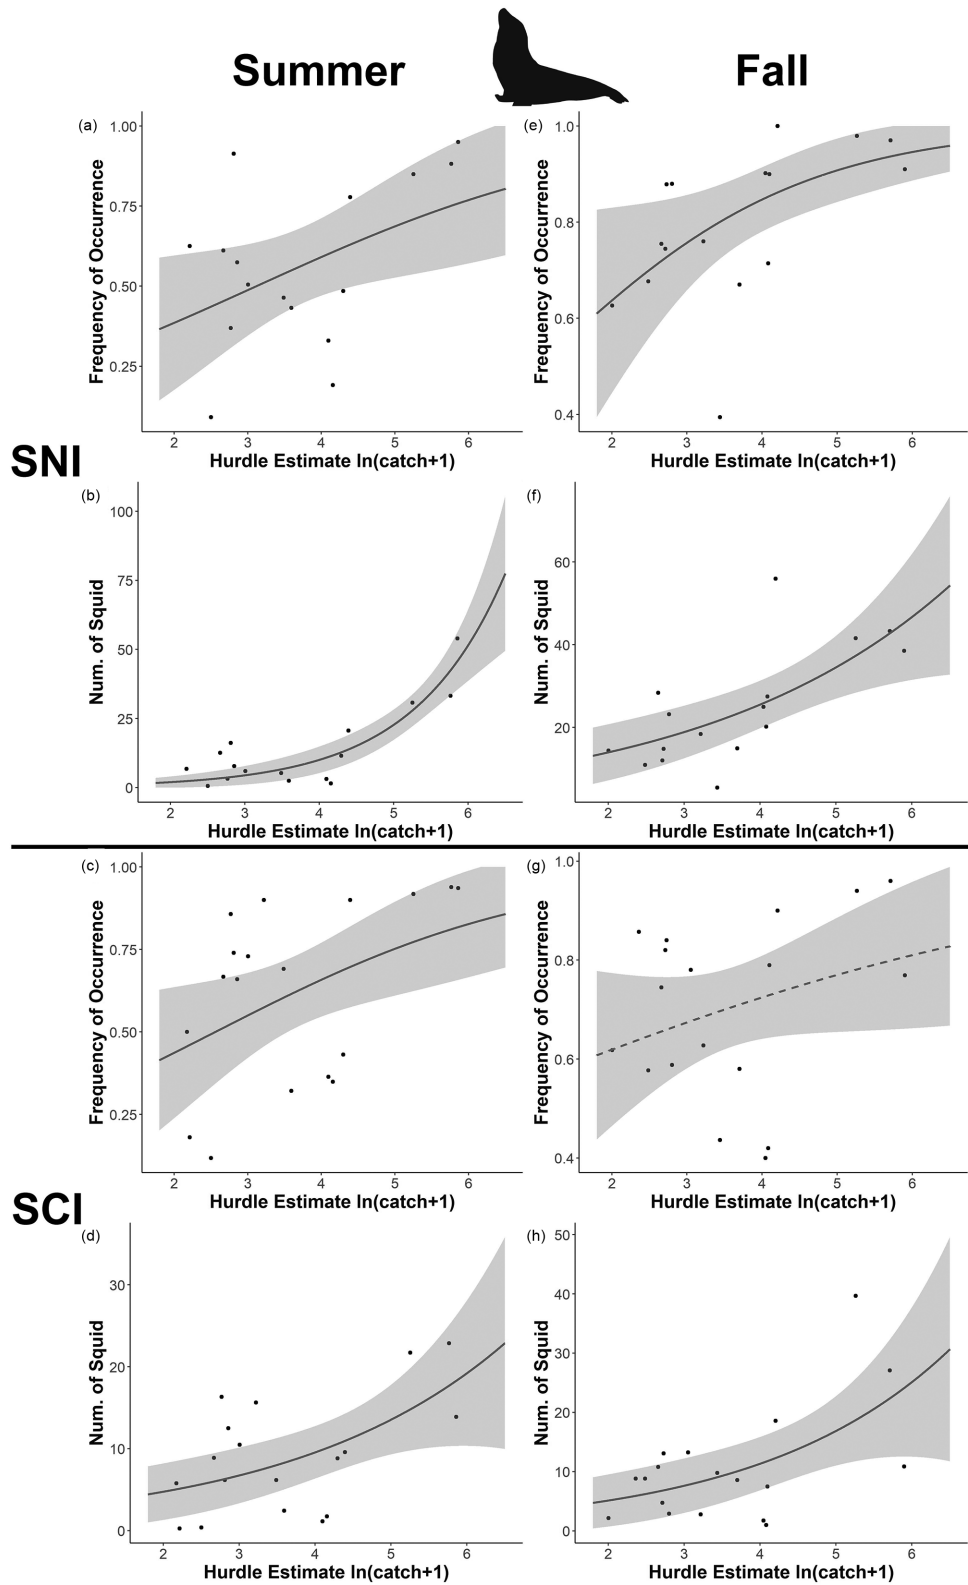 Summer
Fall
SNI
(a)
Frequency of Occurrence
1.00
0.75
0.50
0.25
2 3 4 5 6
Hurdle Estimate ln(catch+1)
(e)
Frequency of Occurrence
1.0
0.8
0.6
0.4
2 3 4 5 6
Hurdle Estimate ln(catch+1)
(b)
Num. of Squid
100
75
50
25
0
2 3 4 5 6
Hurdle Estimate ln(catch+1)
(f)
Num. of Squid
60
40
20
2 3 4 5 6
Hurdle Estimate ln(catch+1)
SCI
(c)
Frequency of Occurrence
1.00
0.75
0.50
0.25
2 3 4 5 6
Hurdle Estimate ln(catch+1)
(g)
Frequency of Occurrence
1.0
0.8
0.6
0.4
2 3 4 5 6
Hurdle Estimate ln(catch+1)
(d)
Num. of Squid
30
20
10
0
2 3 4 5 6
Hurdle Estimate ln(catch+1)
(h)
Num. of Squid
50
40
30
20
10
0
2 3 4 5 6
Hurdle Estimate ln(catch+1)